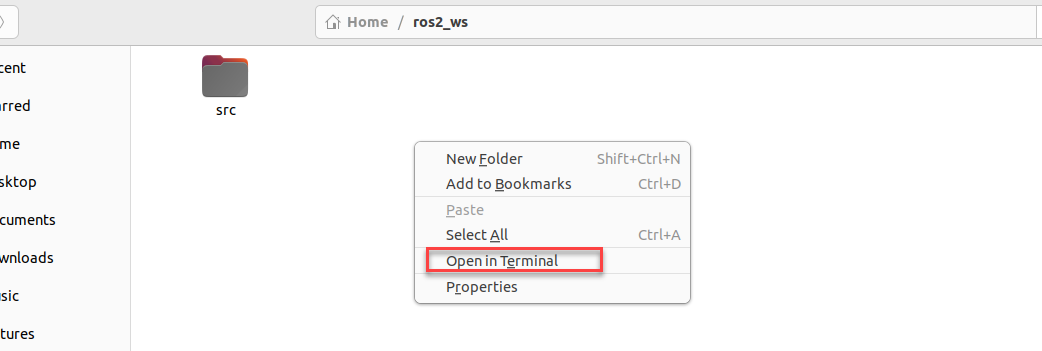 Home / ros2_ws
cent
src
arred
me
New Folder Shift+Ctrl+N
sktop
Add to Bookmarks Ctrl+D
Paste
cuments
Select All Ctrl+A
wnloads
Open in Terminal
usic
Properties
tures